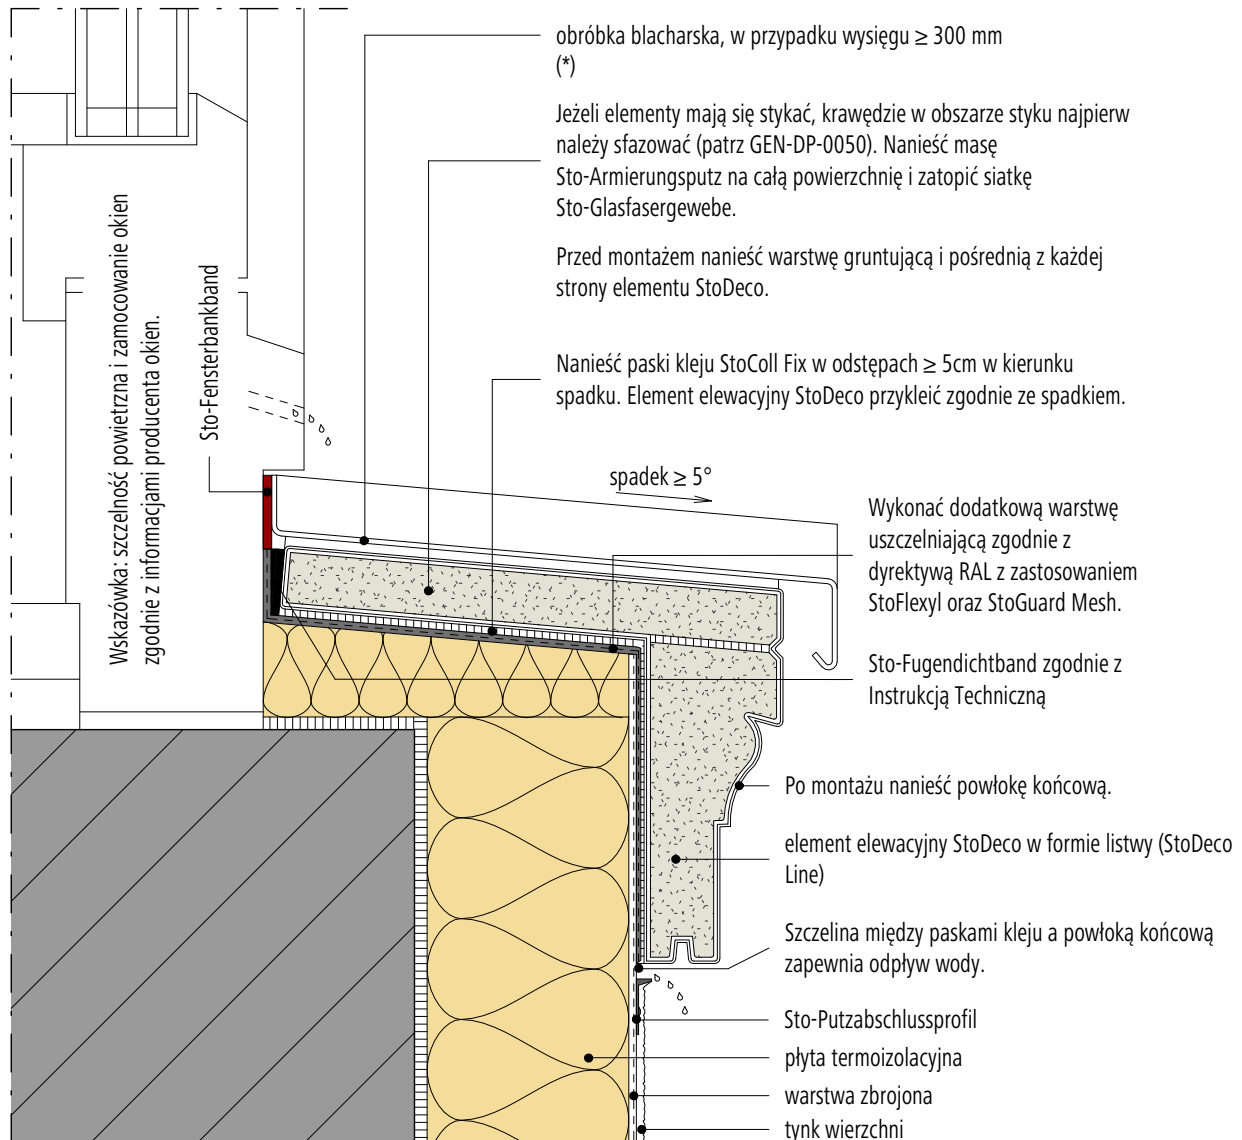 obróbka blacharska, w przypadku wysięgu ≥ 300 mm
(*)
Jeżeli elementy mają się stykać, krawędzie w obszarze styku najpierw
należy sfazować (patrz GEN-DP-0050). Nanieść masę
Sto-Armierungsputz na całą powierzchnię i zatopić siatkę
Sto-Glasfasergewebe.
Przed montażem nanieść warstwę gruntującą i pośrednią z każdej
strony elementu StoDeco.
Nanieść paski kleju StoColl Fix w odstępach ≥ 5cm w kierunku
spadku. Element elewacyjny StoDeco przykleić zgodnie ze spadkiem.
Wskazówka: szczelność powietrzna i zamocowanie okien
zgodnie z informacjami producenta okien.
Sto-Fensterbankband
spadek ≥ 5°
Wykonać dodatkową warstwę
uszczelniającą zgodnie z
dyrektywą RAL z zastosowaniem
StoFlexyl oraz StoGuard Mesh.
Sto-Fugendichtband zgodnie z
Instrukcją Techniczną
Po montażu nanieść powłokę końcową.
element elewacyjny StoDeco w formie listwy (StoDeco
Line)
Szczelina między paskami kleju a powłoką końcową
zapewnia odpływ wody.
Sto-Putzabschlussprofil
płyta termoizolacyjna
warstwa zbrojona
tynk wierzchni